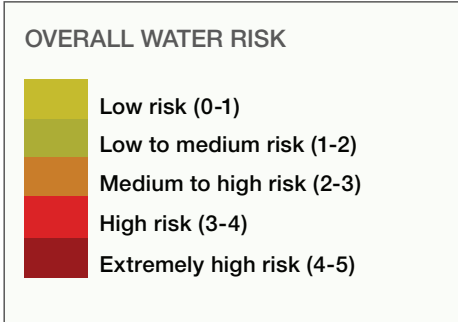 OVERALL WATER RISK
Low risk (0-1)
Low to medium risk (1-2)
Medium to high risk (2-3)
High risk (3-4)
Extremely high risk (4-5)